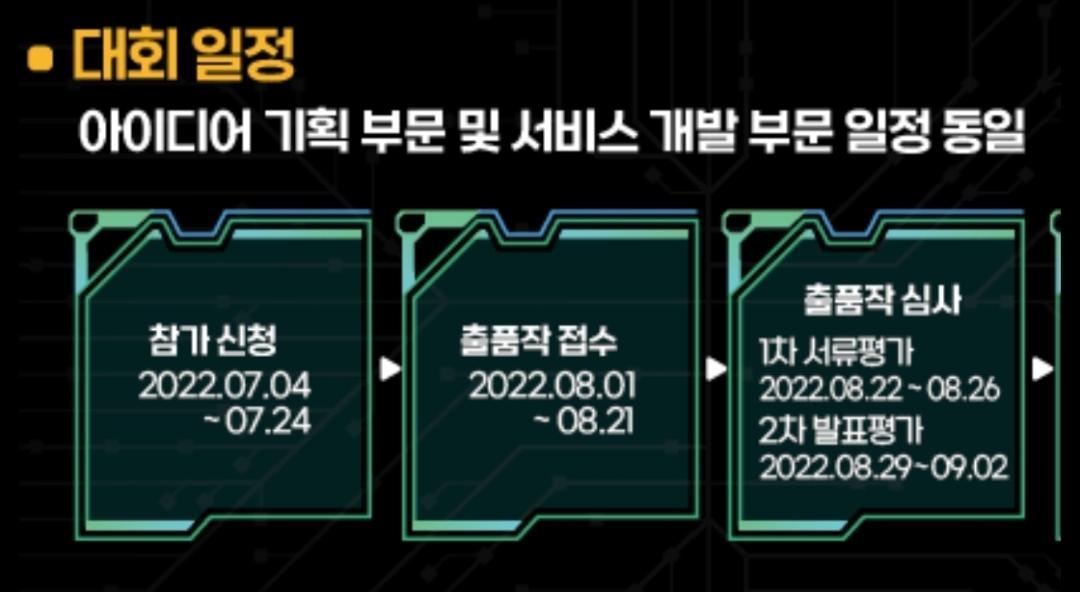 대회 일정
아이디어 기획 부문 및 서비스 개발 부문 일정 동일
참가 신청
2022.07.04
~ 07.24
출품작 접수
2022.08.01
~ 08.21
출품작 심사
1차 서류평가
2022.08.22 ~ 08.26
2차 발표평가
2022.08.29~09.02